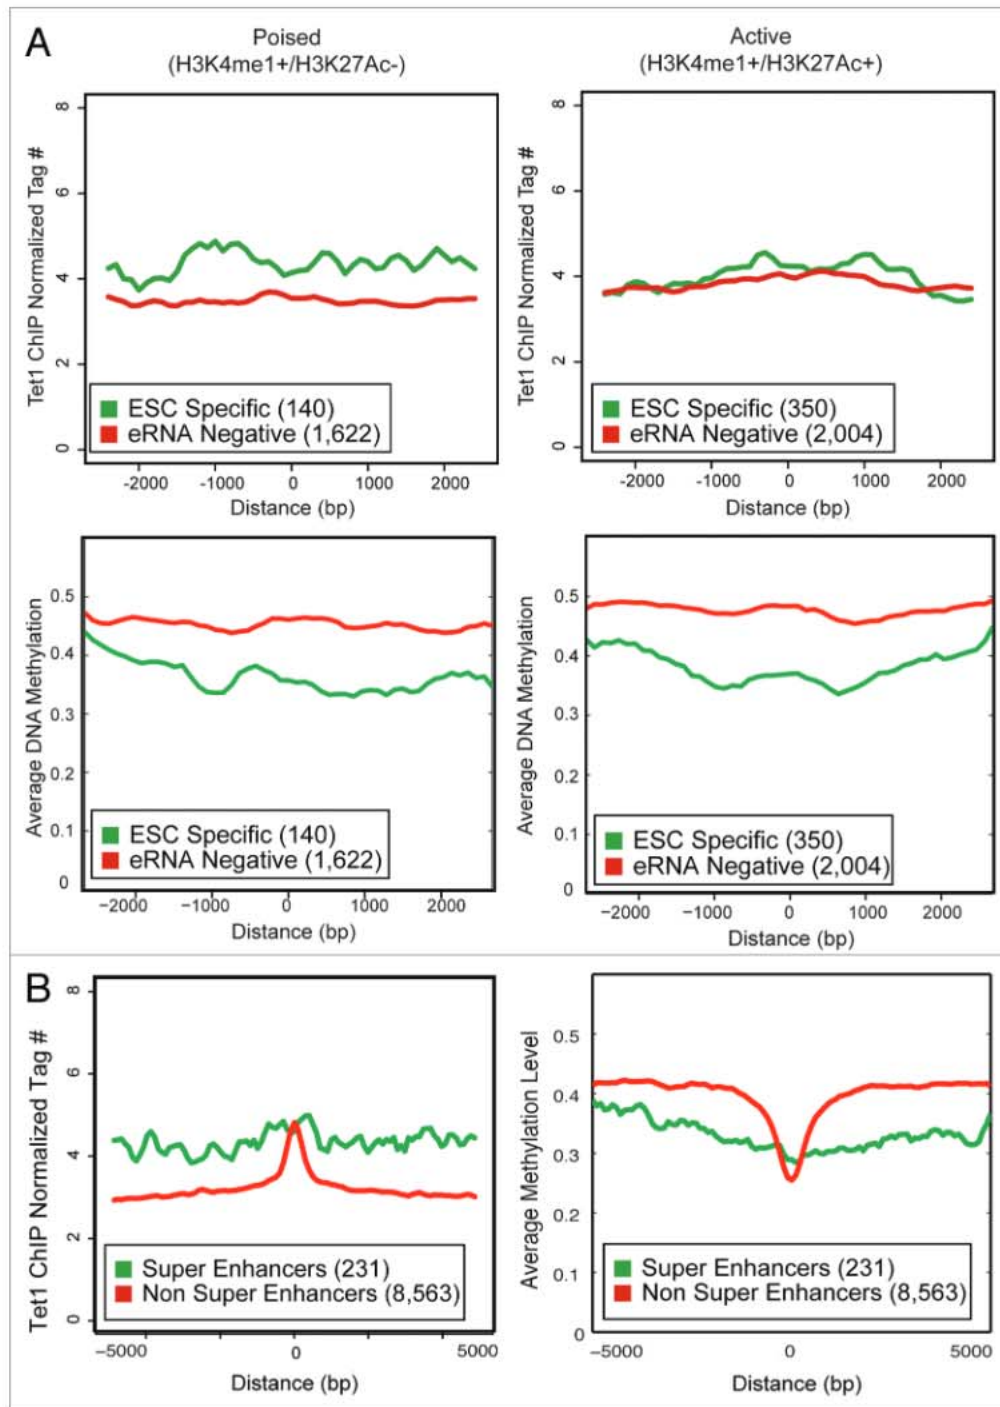 A
Poised
(H3K4me1+/H3K27Ac-)
Active
(H3K4me1+/H3K27Ac+)
Tet1 ChIP Normalized Tag #
8
6
4
2
0
ESC Specific (140)
eRNA Negative (1,622)
-2000 -1000 0 1000 2000
Distance (bp)
Tet1 ChIP Normalized Tag #
8
6
4
2
0
ESC Specific (350)
eRNA Negative (2,004)
-2000 -1000 0 1000 2000
Distance (bp)
Average DNA Methylation
0.5
0.4
0.3
0.2
0.1
0
ESC Specific (140)
eRNA Negative (1,622)
−2000 −1000 0 1000 2000
Distance (bp)
Average DNA Methylation
0.5
0.4
0.3
0.2
0.1
0
ESC Specific (350)
eRNA Negative (2,004)
−2000 −1000 0 1000 2000
Distance (bp)
B
Tet1 ChIP Normalized Tag #
8
6
4
2
0
Super Enhancers (231)
Non Super Enhancers (8,563)
−5000 0 5000
Distance (bp)
Average Methylation Level
0.5
0.4
0.3
0.2
0.1
0
Super Enhancers (231)
Non Super Enhancers (8,563)
−5000 0 5000
Distance (bp)